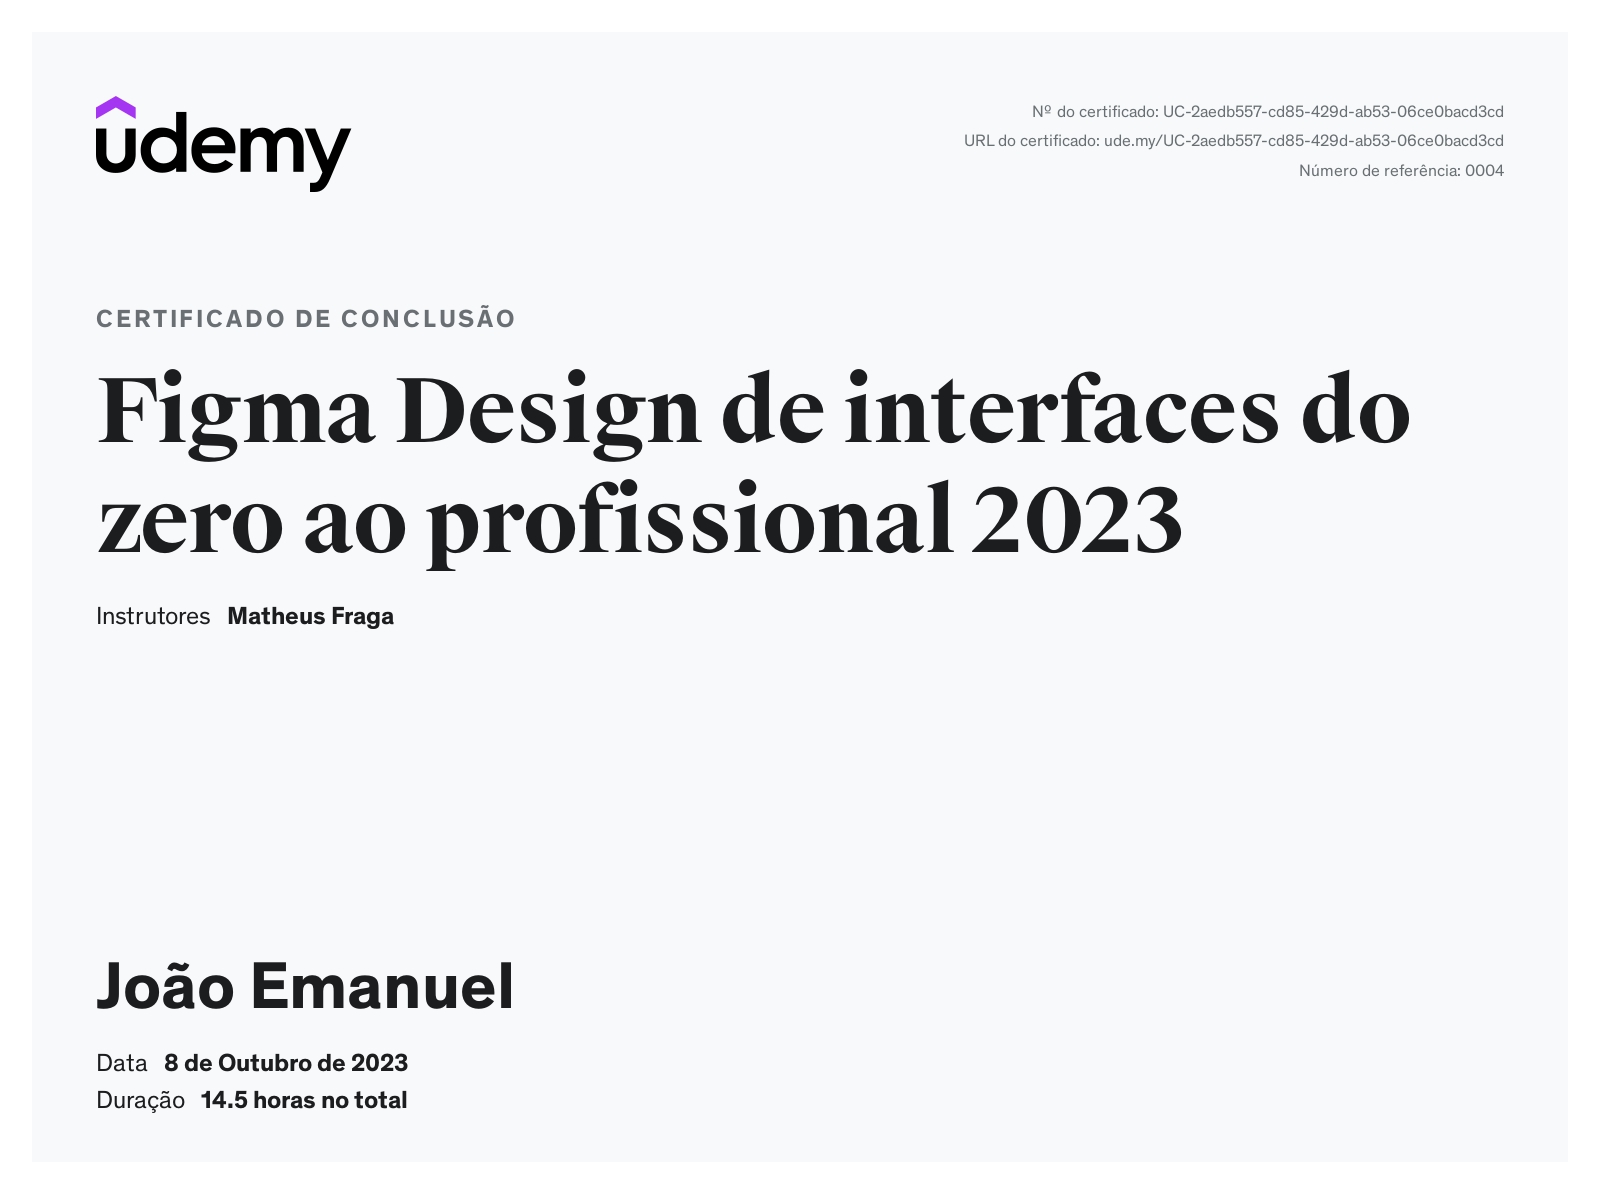 udemy
Nº do certificado: UC-2aedb557-cd85-429d-ab53-06ce0bacd3cd
URL do certificado: ude.my/UC-2aedb557-cd85-429d-ab53-06ce0bacd3cd
Número de referência: 0004
CERTIFICADO DE CONCLUSÃO
Figma Design de interfaces do
zero ao profissional 2023
Instrutores Matheus Fraga
João Emanuel
Data 8 de Outubro de 2023
Duração 14.5 horas no total